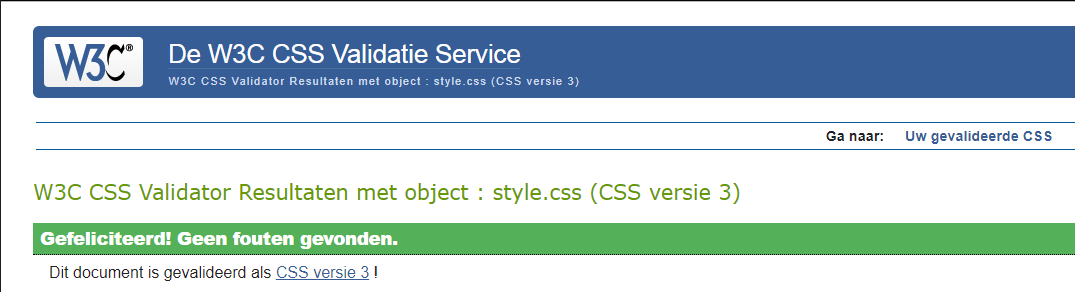 W3C®
De W3C CSS Validatie Service
W3C CSS Validator Resultaten met object : style.css (CSS versie 3)
Ga naar: Uw gevalideerde CSS
W3C CSS Validator Resultaten met object : style.css (CSS versie 3)
Gefeliciteerd! Geen fouten gevonden.
Dit document is gevalideerd als CSS versie 3 !